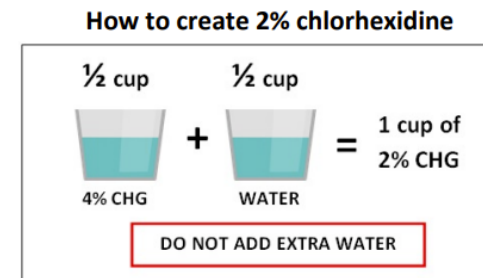 How to create 2% chlorhexidine
½ cup ½ cup
+ = 1 cup of
2% CHG
4% CHG WATER
DO NOT ADD EXTRA WATER